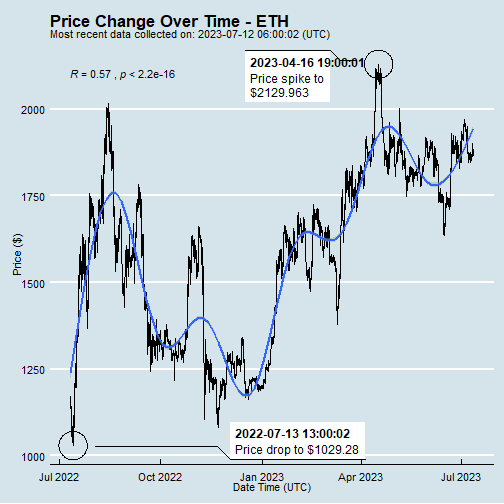 Price Change Over Time - ETH
Most recent data collected on: 2023-07-12 06:00:02 (UTC)
R = 0.57 , p < 2.2e-16
2023-04-16 19:00:01
Price spike to
$2129.963
2000
1750
1500
1250
1000
Price ($)
2022-07-13 13:00:02
Price drop to $1029.28
Jul 2022
Oct 2022
Jan 2023
Apr 2023
Jul 2023
Date Time (UTC)